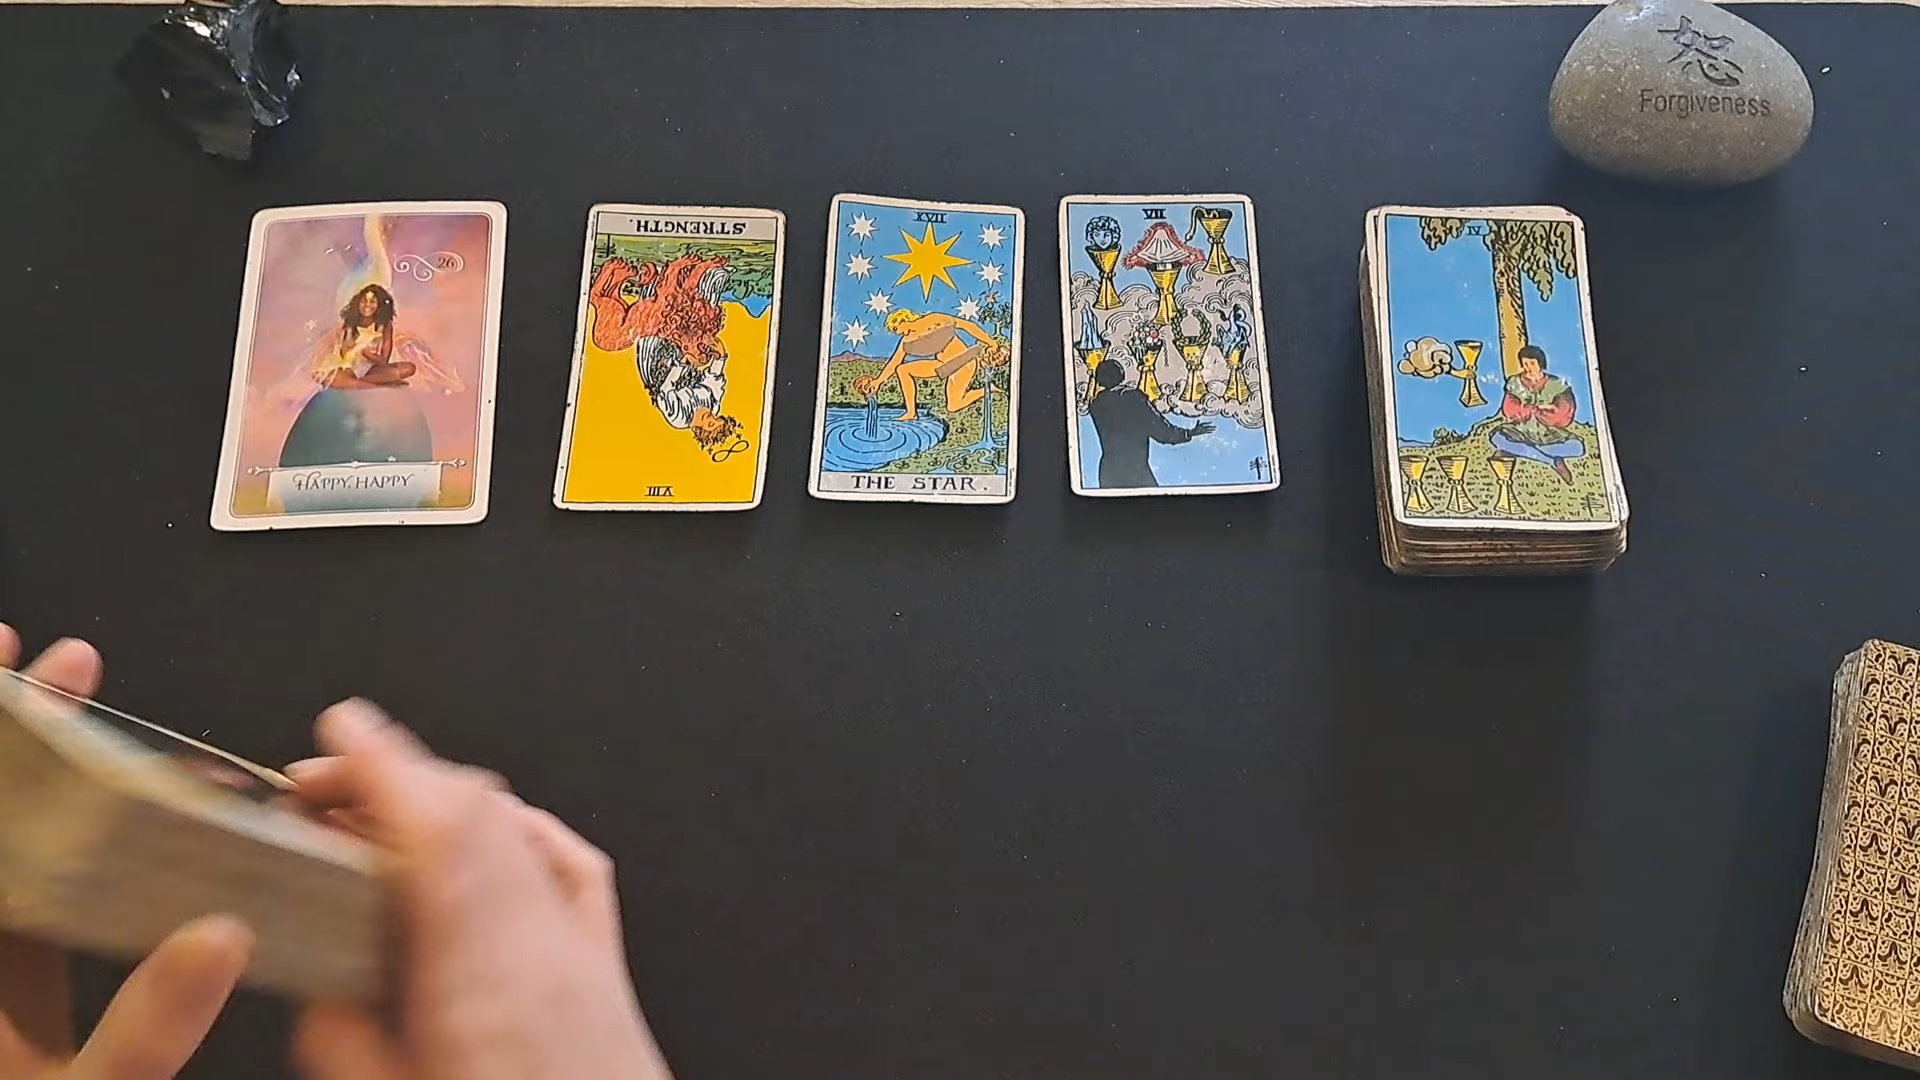 恕
Forgiveness
26
HAPPY, HAPPY
STRENGTH.
VIII
XVII
THE STAR.
VII
IV